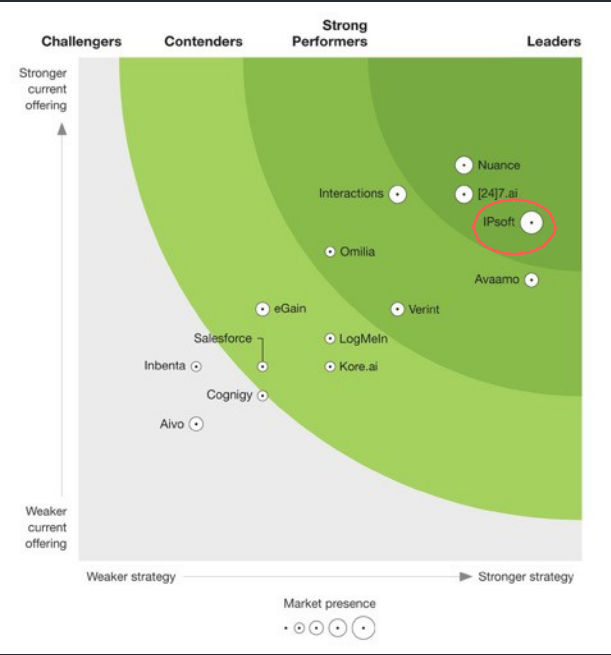 Challengers
Contenders
Strong
Performers
Leaders
Stronger
current
offering
Nuance
Interactions
[24]7.ai
IPsoft
Omilia
Avaamo
eGain
Verint
Salesforce
LogMeIn
Inbenta
Kore.ai
Cognigy
Aivo
Weaker
current
offering
Weaker strategy
Stronger strategy
Market presence